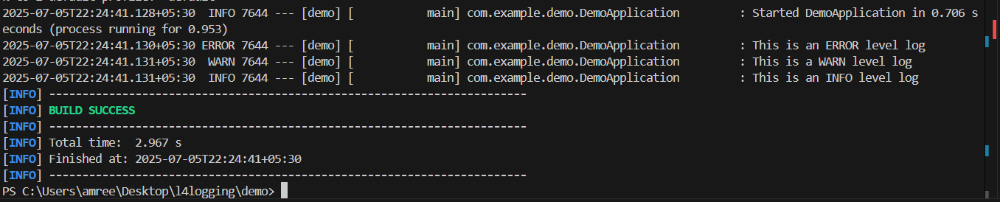 2025-07-05T22:24:41.128+05:30  INFO 7644 --- [demo] [           main] com.example.demo.DemoApplication         : Started DemoApplication in 0.706 s
econds (process running for 0.953)
2025-07-05T22:24:41.130+05:30 ERROR 7644 --- [demo] [           main] com.example.demo.DemoApplication         : This is an ERROR level log
2025-07-05T22:24:41.131+05:30  WARN 7644 --- [demo] [           main] com.example.demo.DemoApplication         : This is a WARN level log
2025-07-05T22:24:41.131+05:30  INFO 7644 --- [demo] [           main] com.example.demo.DemoApplication         : This is an INFO level log
[INFO] ------------------------------------------------------------------------
[INFO] BUILD SUCCESS
[INFO] ------------------------------------------------------------------------
[INFO] Total time:  2.967 s
[INFO] Finished at: 2025-07-05T22:24:41+05:30
[INFO] ------------------------------------------------------------------------
PS C:\Users\amree\Desktop\l4logging\demo>